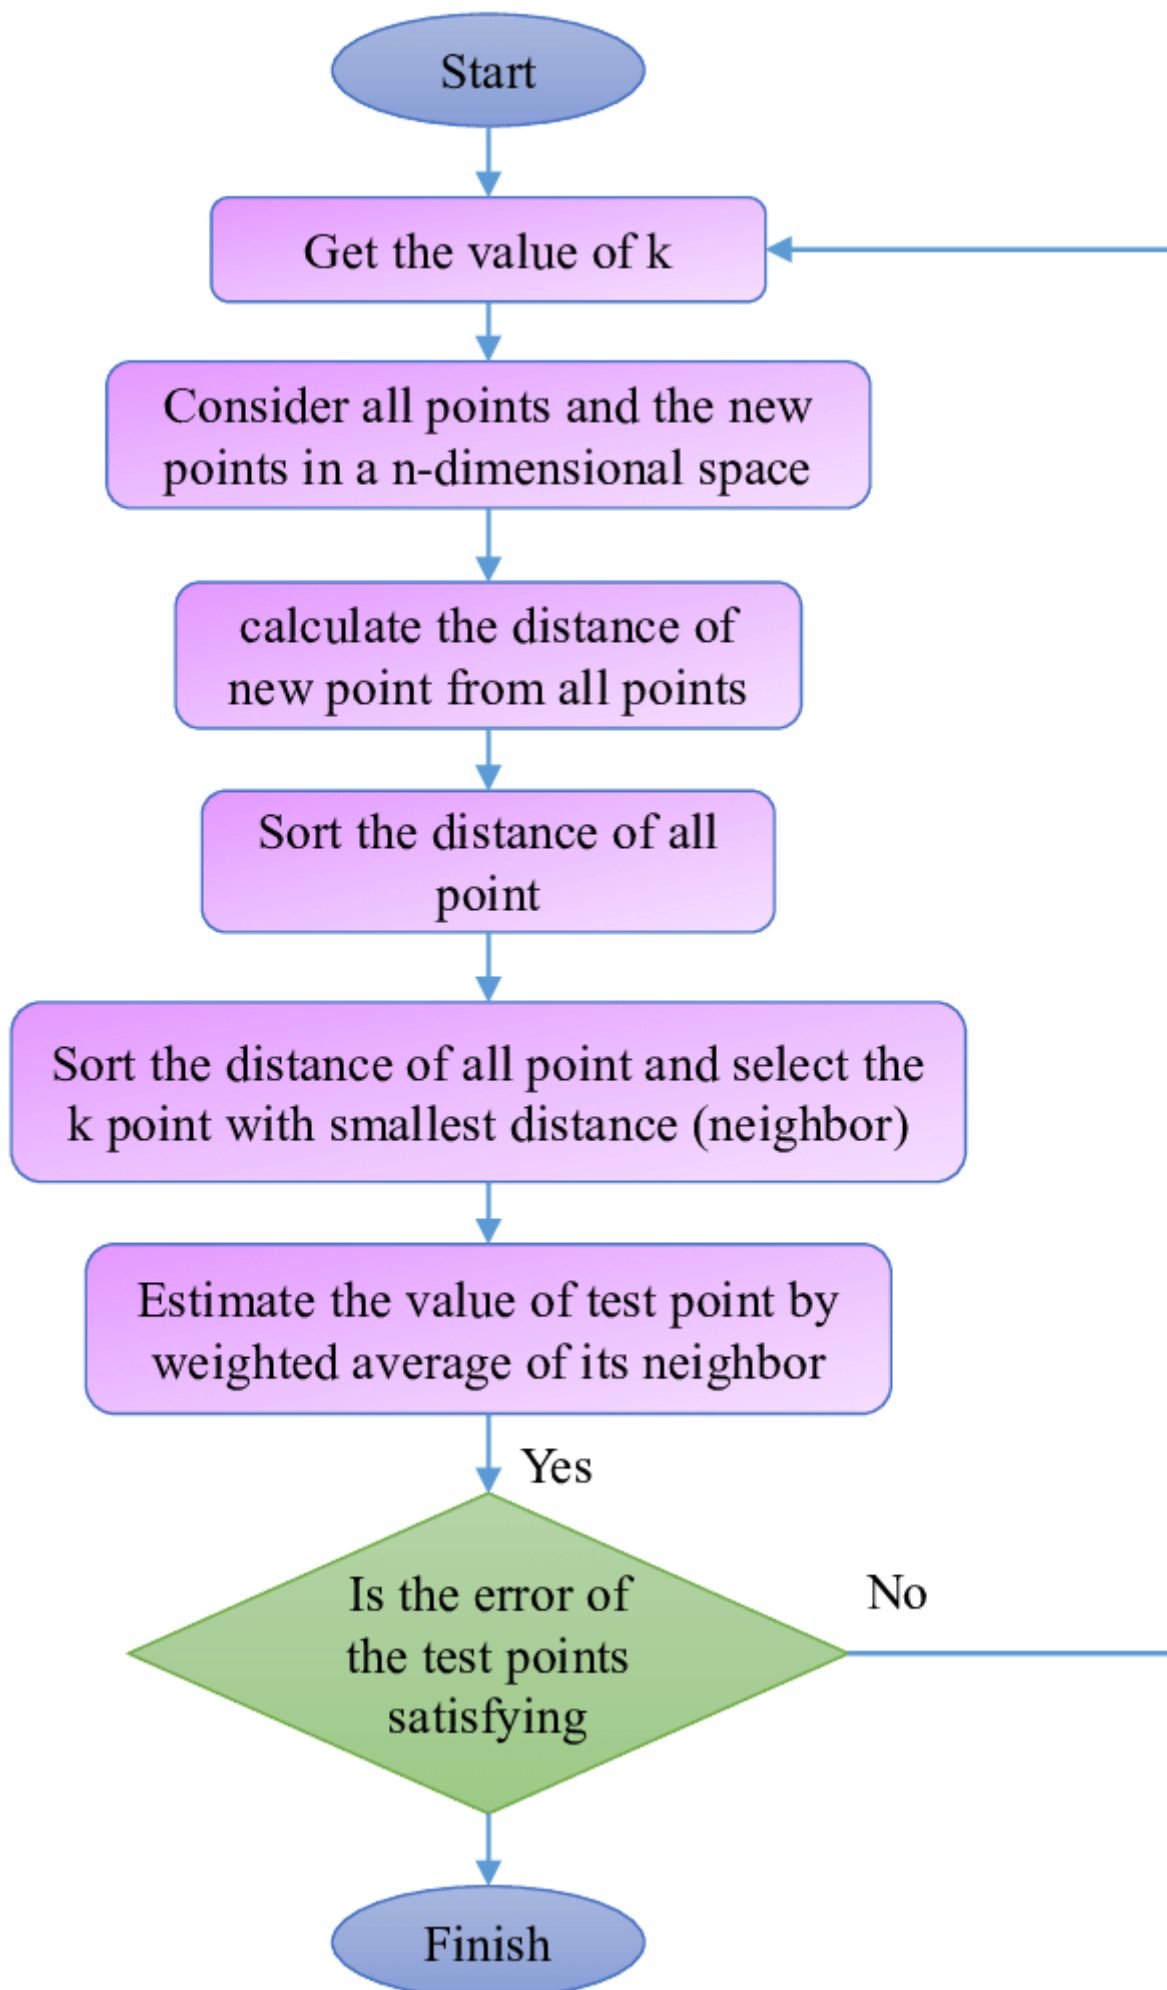 Start
Get the value of k
Consider all points and the new
points in a n-dimensional space
calculate the distance of
new point from all points
Sort the distance of all
point
Sort the distance of all point and select the
k point with smallest distance (neighbor)
Estimate the value of test point by
weighted average of its neighbor
Yes
Is the error of
the test points
satisfying
No
Finish